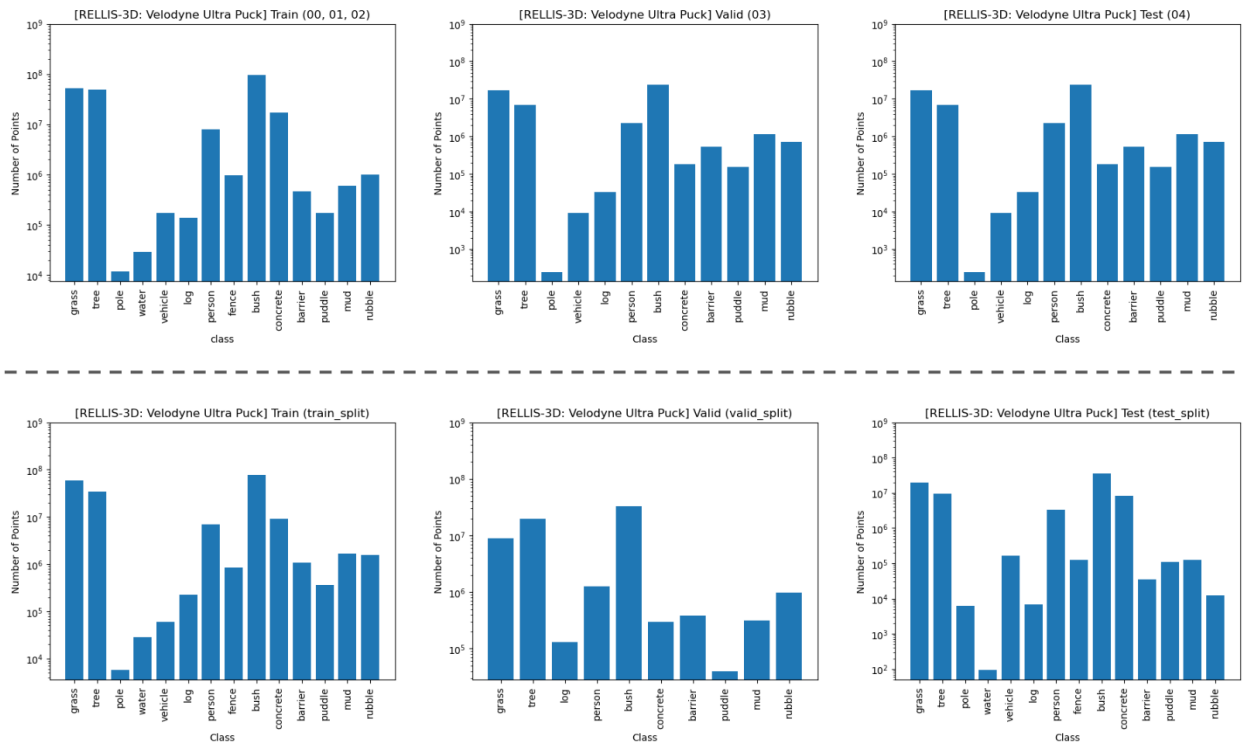 [RELLIS-3D: Velodyne Ultra Puck] Train (00, 01, 02)
Number of Points
10⁹
10⁸
10⁷
10⁶
10⁵
10⁴
grass
tree
pole
water
vehicle
log
person
fence
bush
concrete
barrier
puddle
mud
rubble
class
[RELLIS-3D: Velodyne Ultra Puck] Valid (03)
Number of Points
10⁹
10⁸
10⁷
10⁶
10⁵
10⁴
10³
grass
tree
pole
vehicle
log
person
bush
concrete
barrier
puddle
mud
rubble
Class
[RELLIS-3D: Velodyne Ultra Puck] Test (04)
Number of Points
10⁹
10⁸
10⁷
10⁶
10⁵
10⁴
10³
grass
tree
pole
vehicle
log
person
bush
concrete
barrier
puddle
mud
rubble
Class
[RELLIS-3D: Velodyne Ultra Puck] Train (train_split)
Number of Points
10⁹
10⁸
10⁷
10⁶
10⁵
10⁴
grass
tree
pole
water
vehicle
log
person
fence
bush
concrete
barrier
puddle
mud
rubble
Class
[RELLIS-3D: Velodyne Ultra Puck] Valid (valid_split)
Number of Points
10⁹
10⁸
10⁷
10⁶
10⁵
grass
tree
log
person
bush
concrete
barrier
puddle
mud
rubble
Class
[RELLIS-3D: Velodyne Ultra Puck] Test (test_split)
Number of Points
10⁹
10⁸
10⁷
10⁶
10⁵
10⁴
10³
10²
grass
tree
pole
water
vehicle
log
person
fence
bush
concrete
barrier
puddle
mud
rubble
Class